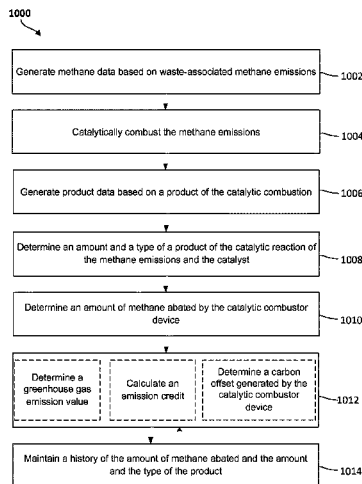 1000
Generate methane data based on waste-associated methane emissions
1002
Catalytically combust the methane emissions
1004
Generate product data based on a product of the catalytic combustion
1006
Determine an amount and a type of a product of the catalytic reaction of
the methane emissions and the catalyst
1008
Determine an amount of methane abated by the catalytic combustor
device
1010
Determine a
greenhouse gas
emission value
Calculate an
emission credit
Determine a carbon
offset generated by the
catalytic combustor
device
1012
Maintain a history of the amount of methane abated and the amount
and the type of the product
1014